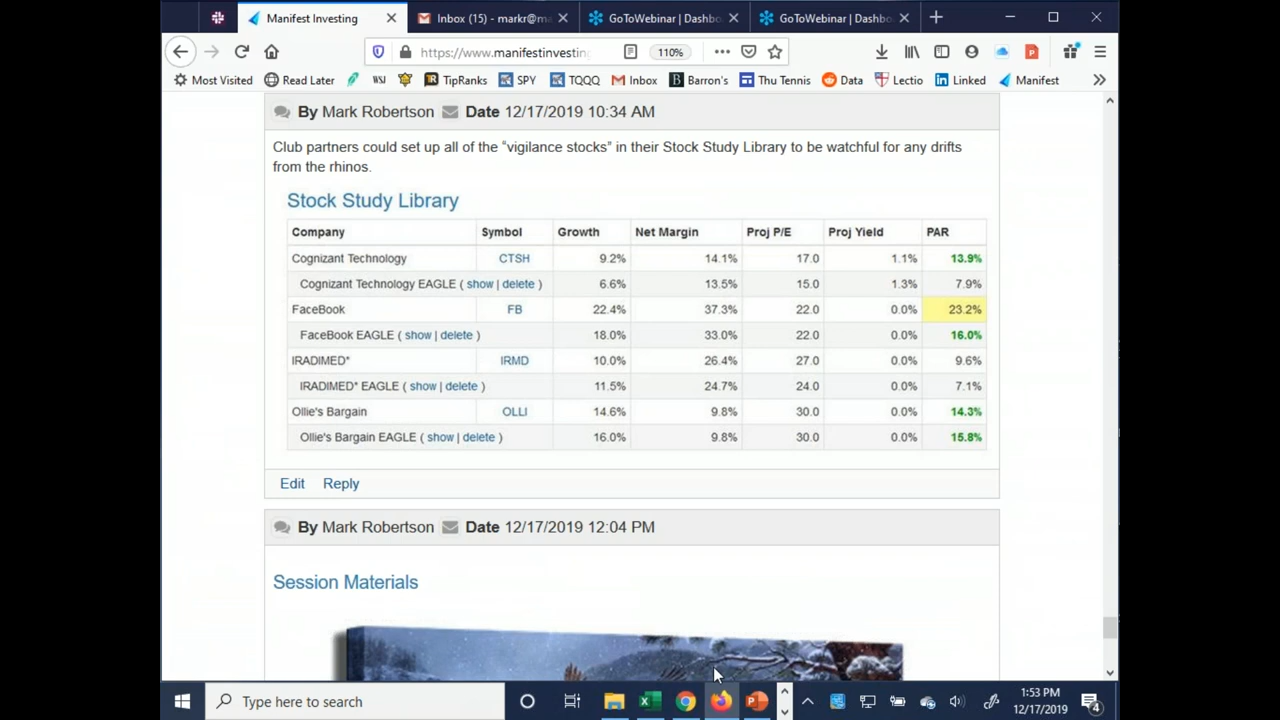 Manifest Investing
Inbox (15) - markr@ma
GoToWebinar | Dashbo
GoToWebinar | Dashbo
https://www.manifestinvesting
110%
Most Visited
Read Later
WSJ
TipRanks
SPY
TQQQ
Inbox
Barron's
Thu Tennis
Data
Lectio
Linked
Manifest
By Mark Robertson Date 12/17/2019 10:34 AM
Club partners could set up all of the “vigilance stocks” in their Stock Study Library to be watchful for any drifts
from the rhinos.
Stock Study Library
Company Symbol Growth Net Margin Proj P/E Proj Yield PAR
Cognizant Technology CTSH 9.2% 14.1% 17.0 1.1% 13.9%
Cognizant Technology EAGLE ( show | delete ) 6.6% 13.5% 15.0 1.3% 7.9%
FaceBook FB 22.4% 37.3% 22.0 0.0% 23.2%
FaceBook EAGLE ( show | delete ) 18.0% 33.0% 22.0 0.0% 16.0%
IRADIMED* IRMD 10.0% 26.4% 27.0 0.0% 9.6%
IRADIMED* EAGLE ( show | delete ) 11.5% 24.7% 24.0 0.0% 7.1%
Ollie's Bargain OLLI 14.6% 9.8% 30.0 0.0% 14.3%
Ollie's Bargain EAGLE ( show | delete ) 16.0% 9.8% 30.0 0.0% 15.8%
Edit Reply
By Mark Robertson Date 12/17/2019 12:04 PM
Session Materials
Type here to search
1:53 PM
12/17/2019
4